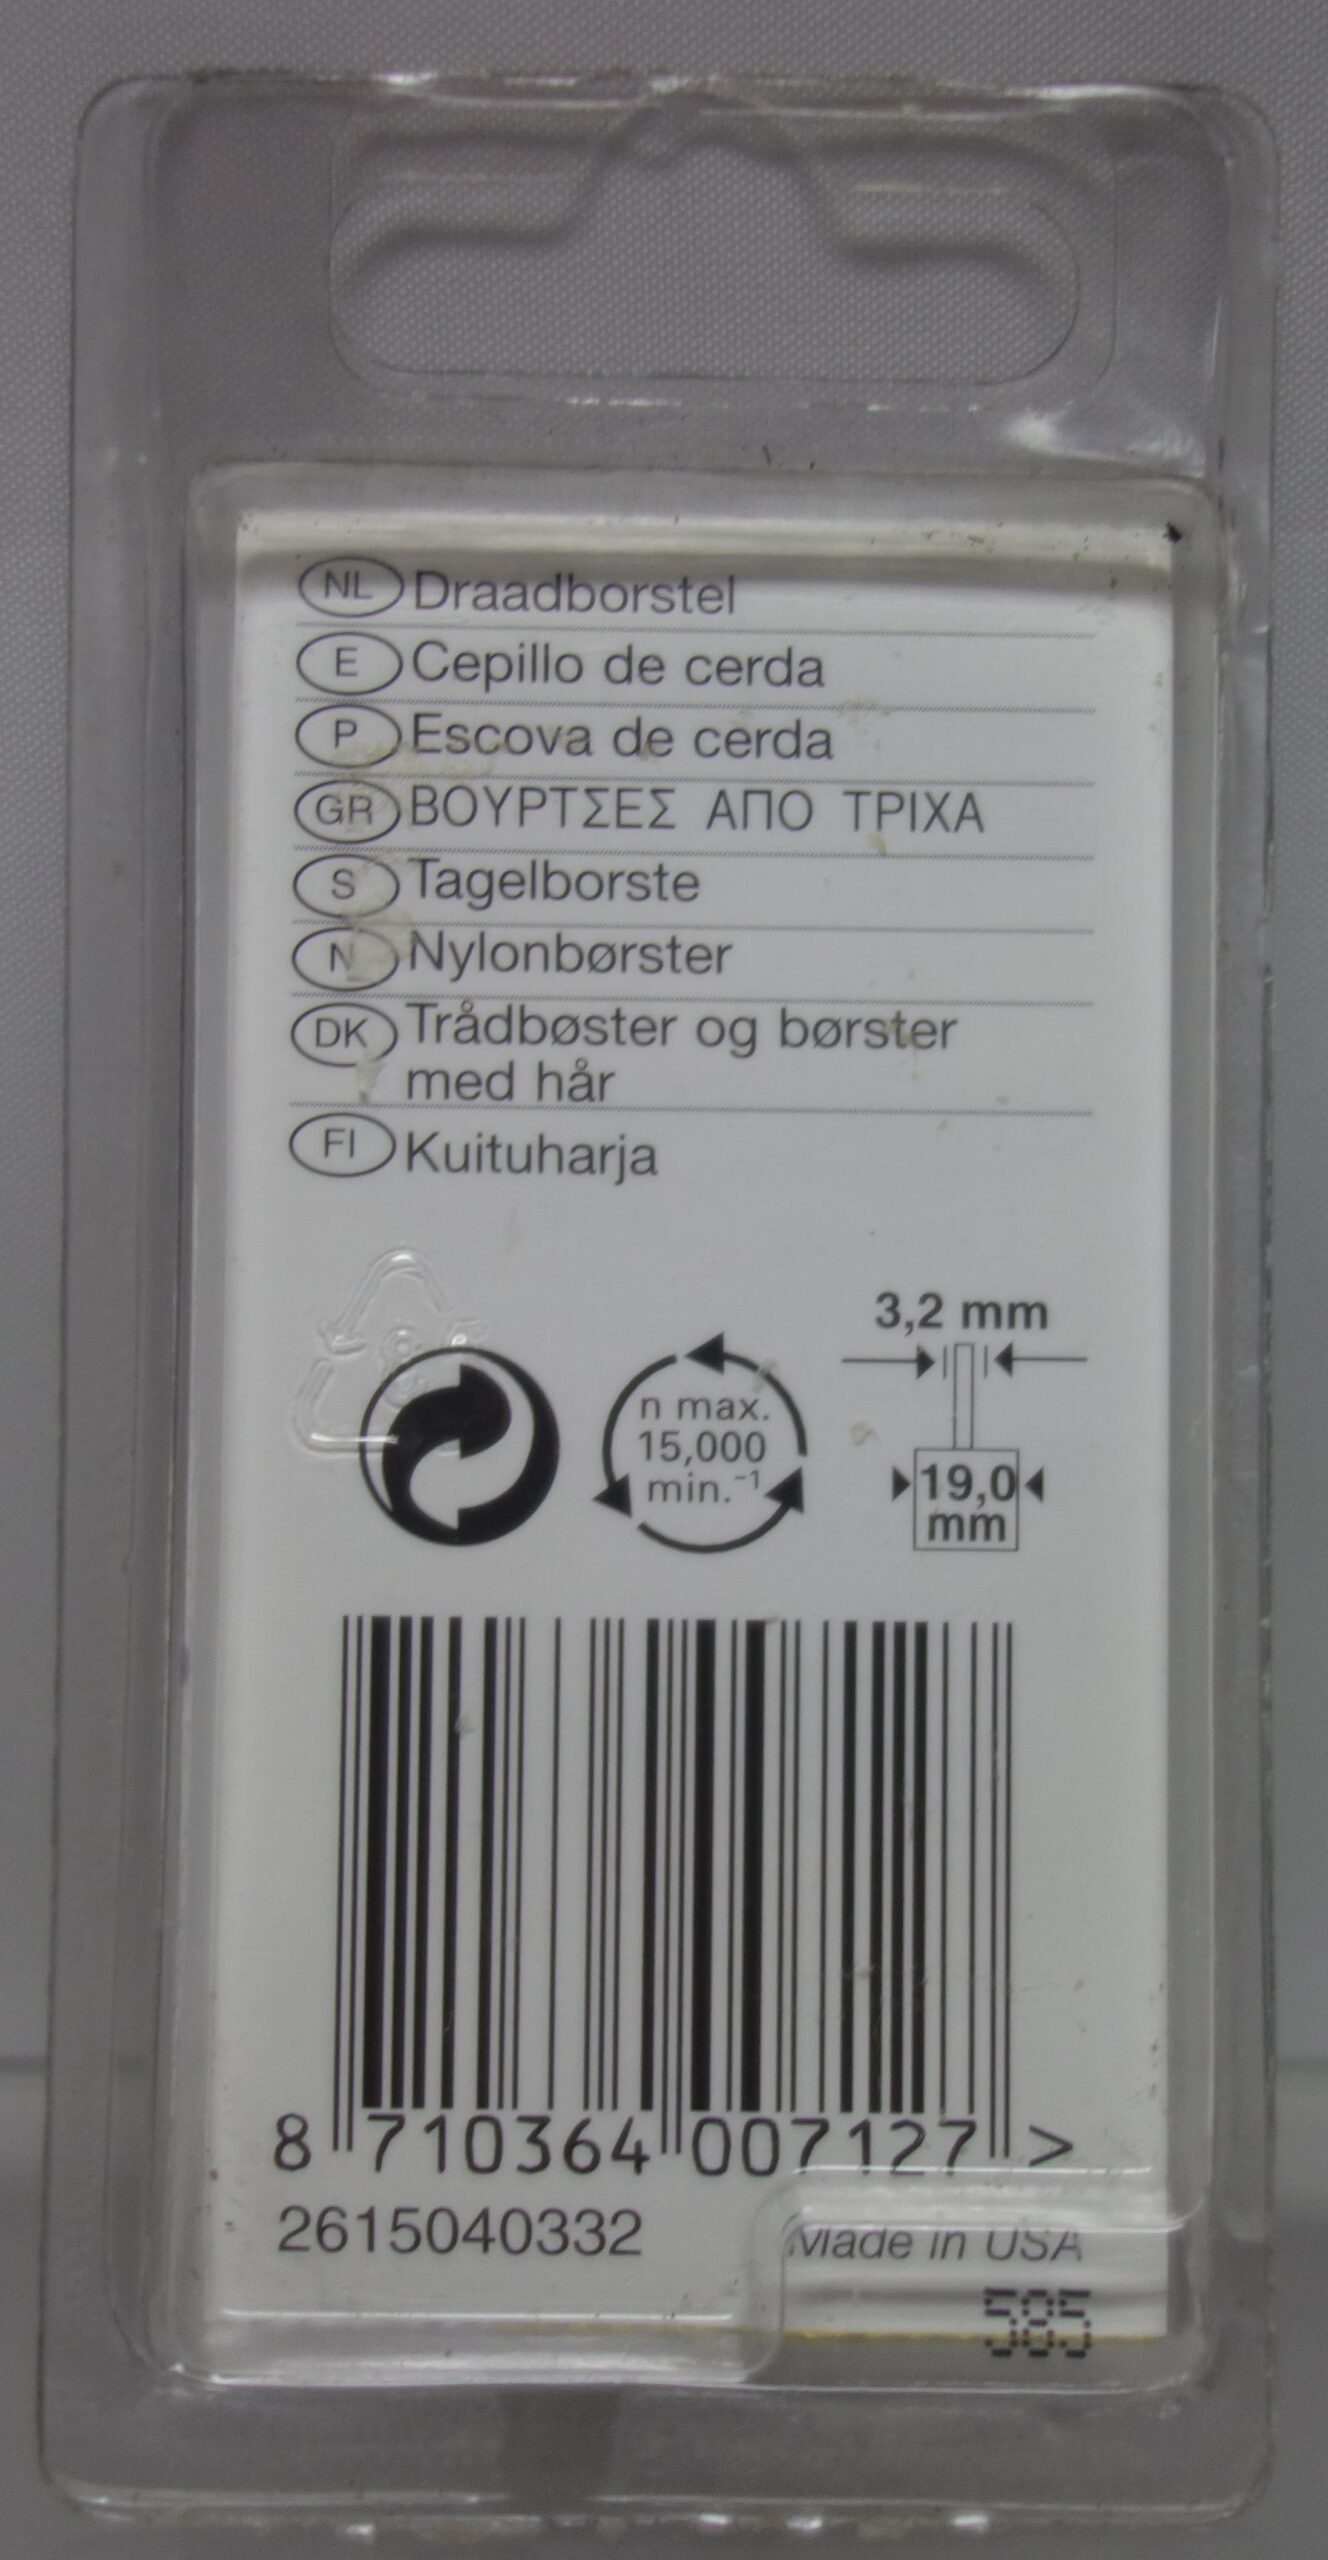 NL Draadborstel
E Cepillo de cerda
P Escova de cerda
GR ΒΟΥΡΤΣΕΣ ΑΠΟ ΤΡΙΧΑ
S Tagelborste
N Nylonbørster
DK Trådbøster og børster
med hår
FI Kuituharja
3,2 mm
n max.
15,000
min.⁻¹
19,0
mm
8 710364 007127 >
2615040332
Made in USA
585